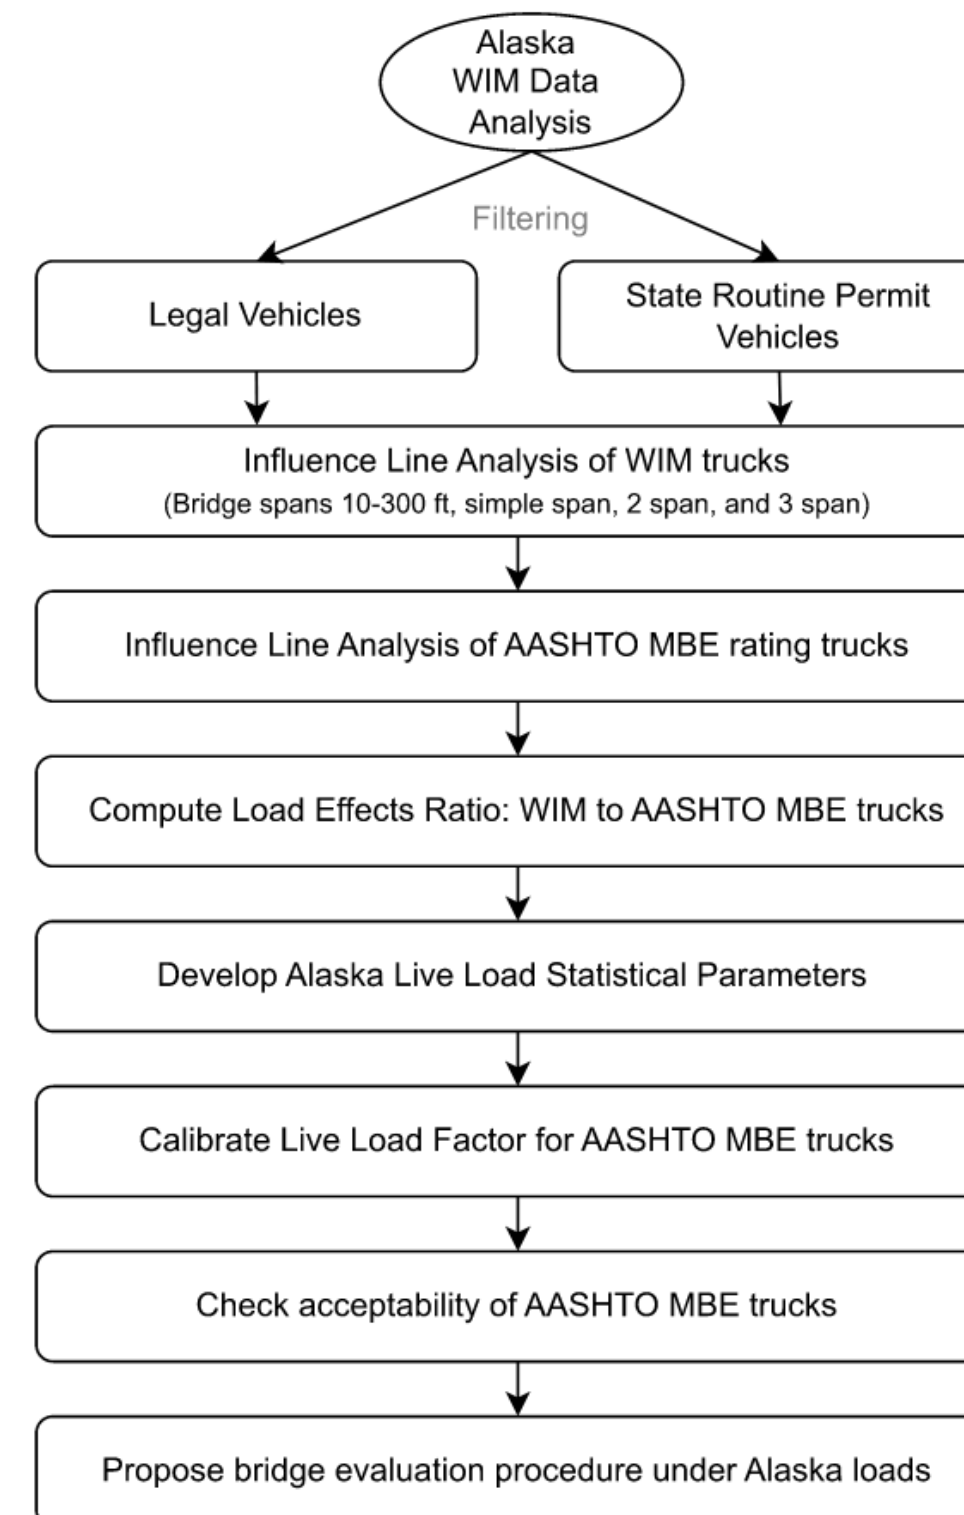 Alaska
WIM Data
Analysis
Filtering
Legal Vehicles
State Routine Permit
Vehicles
Influence Line Analysis of WIM trucks
(Bridge spans 10-300 ft, simple span, 2 span, and 3 span)
Influence Line Analysis of AASHTO MBE rating trucks
Compute Load Effects Ratio: WIM to AASHTO MBE trucks
Develop Alaska Live Load Statistical Parameters
Calibrate Live Load Factor for AASHTO MBE trucks
Check acceptability of AASHTO MBE trucks
Propose bridge evaluation procedure under Alaska loads